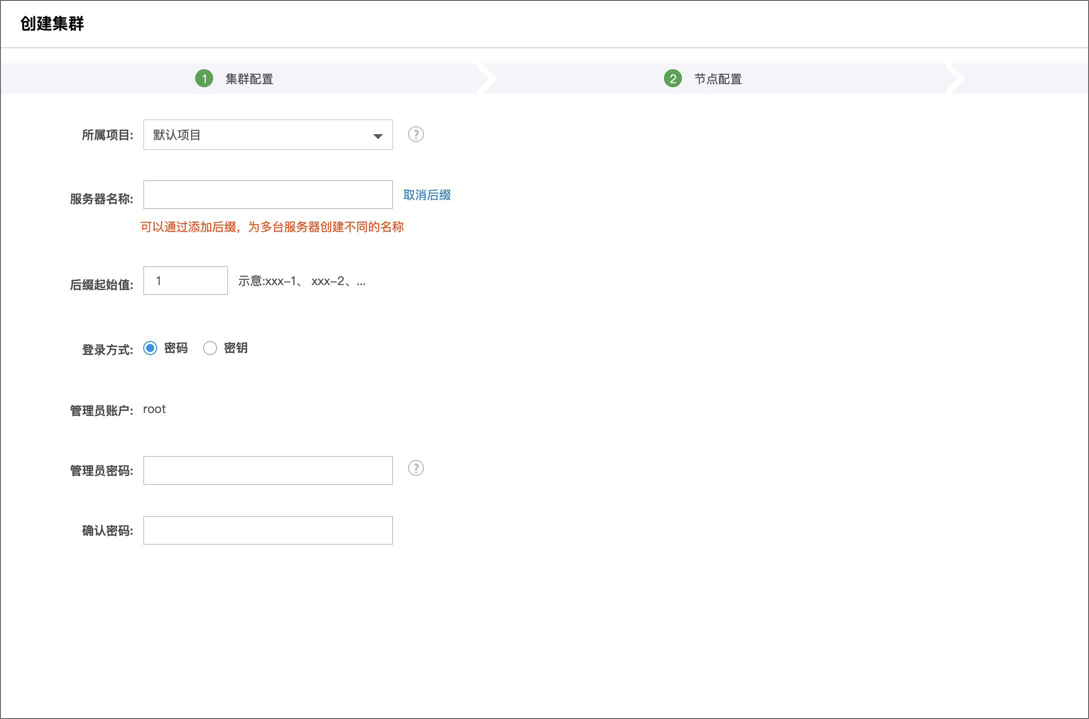 创建集群
1 集群配置 2 节点配置
所属项目: 默认项目 ?
服务器名称: 取消后缀
可以通过添加后缀，为多台服务器创建不同的名称
后缀起始值: 1 示意:xxx-1、 xxx-2、...
登录方式: 密码 密钥
管理员账户: root
管理员密码: ?
确认密码: